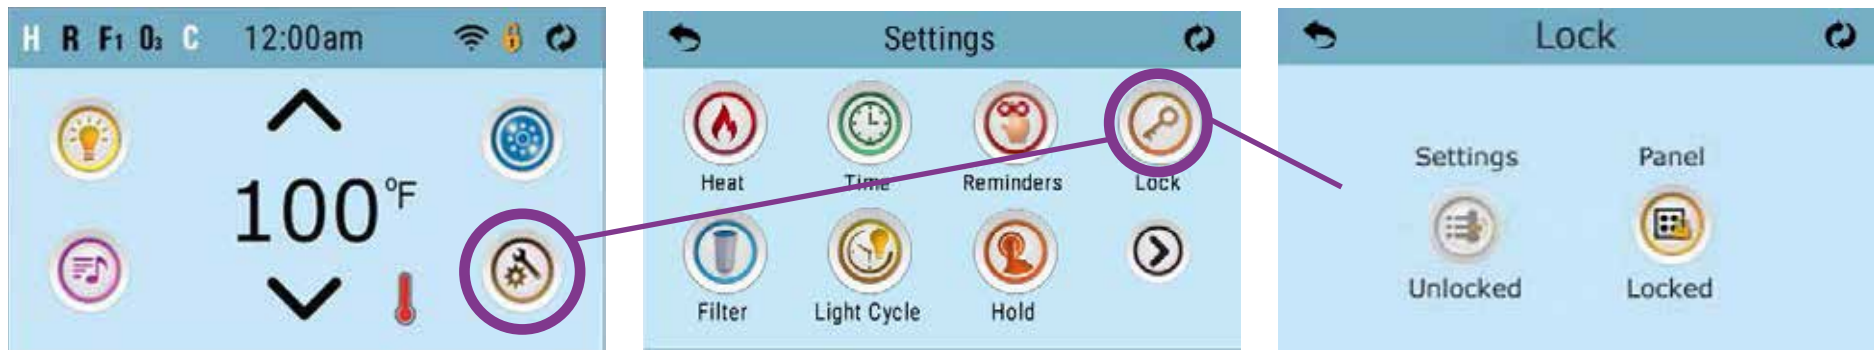 H R F1 O3 C 12:00am
100°F
Settings
Heat Time Reminders Lock
Filter Light Cycle Hold
Lock
Settings Panel
Unlocked Locked